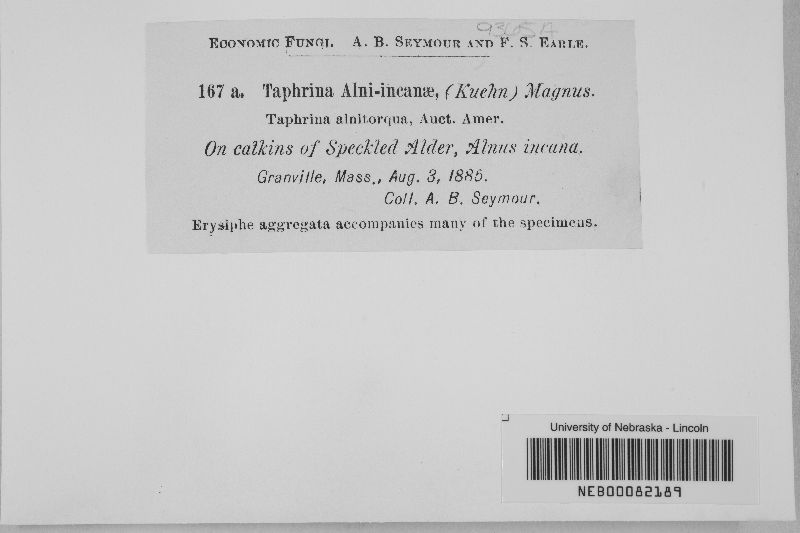 ECONOMIC FUNGI. A. B. SEYMOUR AND F. S. EARLE.
167 a. Taphrina Alni-incanæ, (Kuehn) Magnus.
Taphrina alnitorqua, Auct. Amer.
On catkins of Speckled Alder, Alnus incana.
Granville, Mass., Aug. 3, 1885.
Coll. A. B. Seymour.
Erysiphe aggregata accompanies many of the specimens.
University of Nebraska - Lincoln
NEB00082189